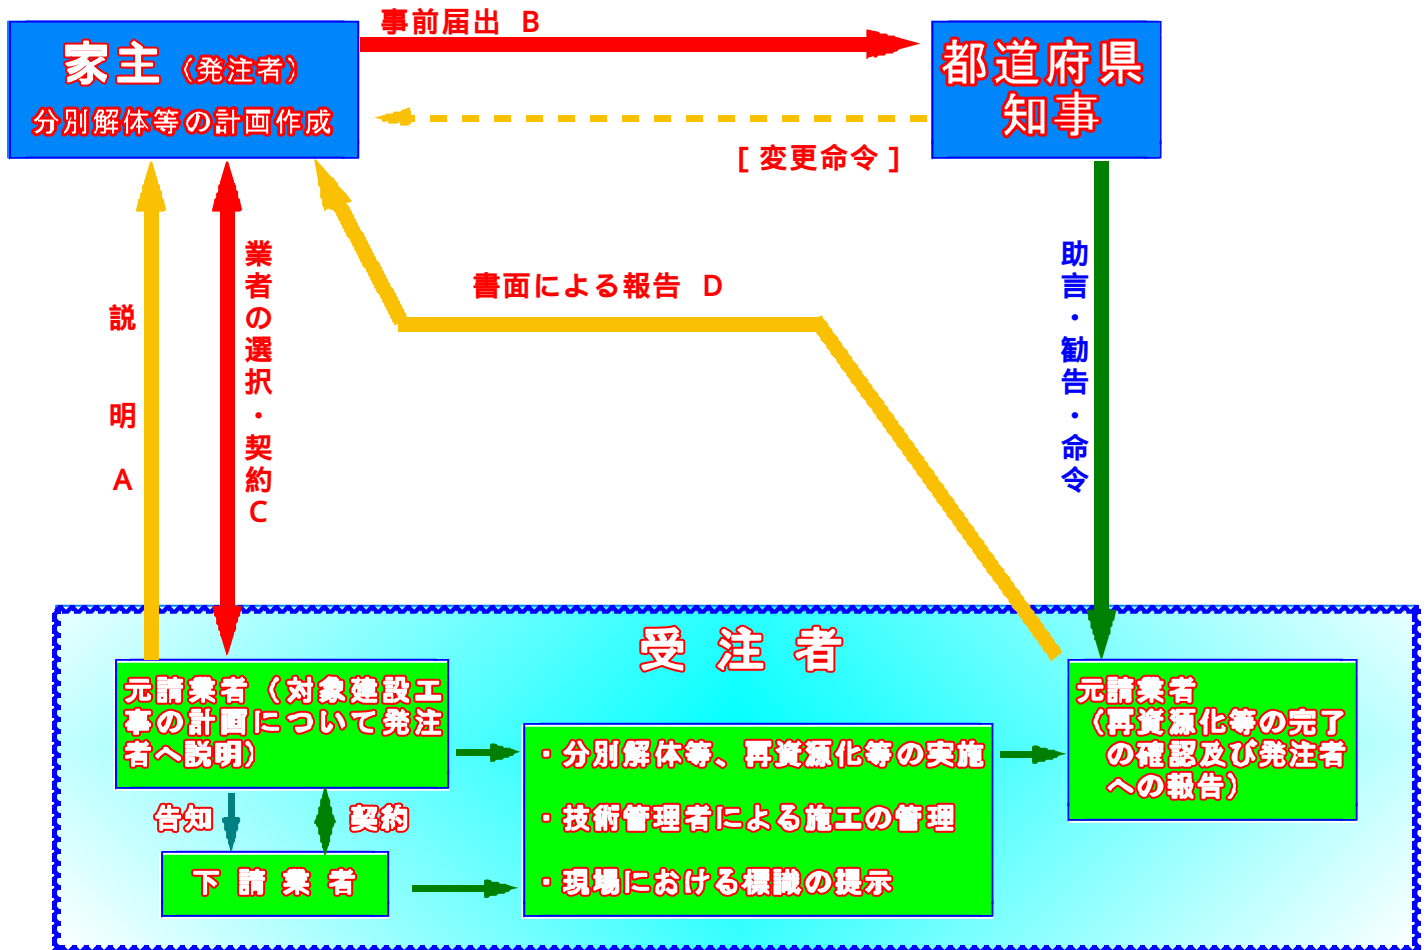 事前届出 B
家主（発注者）
分別解体等の計画作成
都道府県
知事
[ 変更命令 ]
説明 A
業者の選択・契約C
書面による報告 D
助言・勧告・命令
受注者
元請業者（対象建設工
事の計画について発注
者へ説明）
告知
契約
下請業者
・分別解体等、再資源化等の実施
・技術管理者による施工の管理
・現場における標識の提示
元請業者
（再資源化等の完了
の確認及び発注者
への報告）